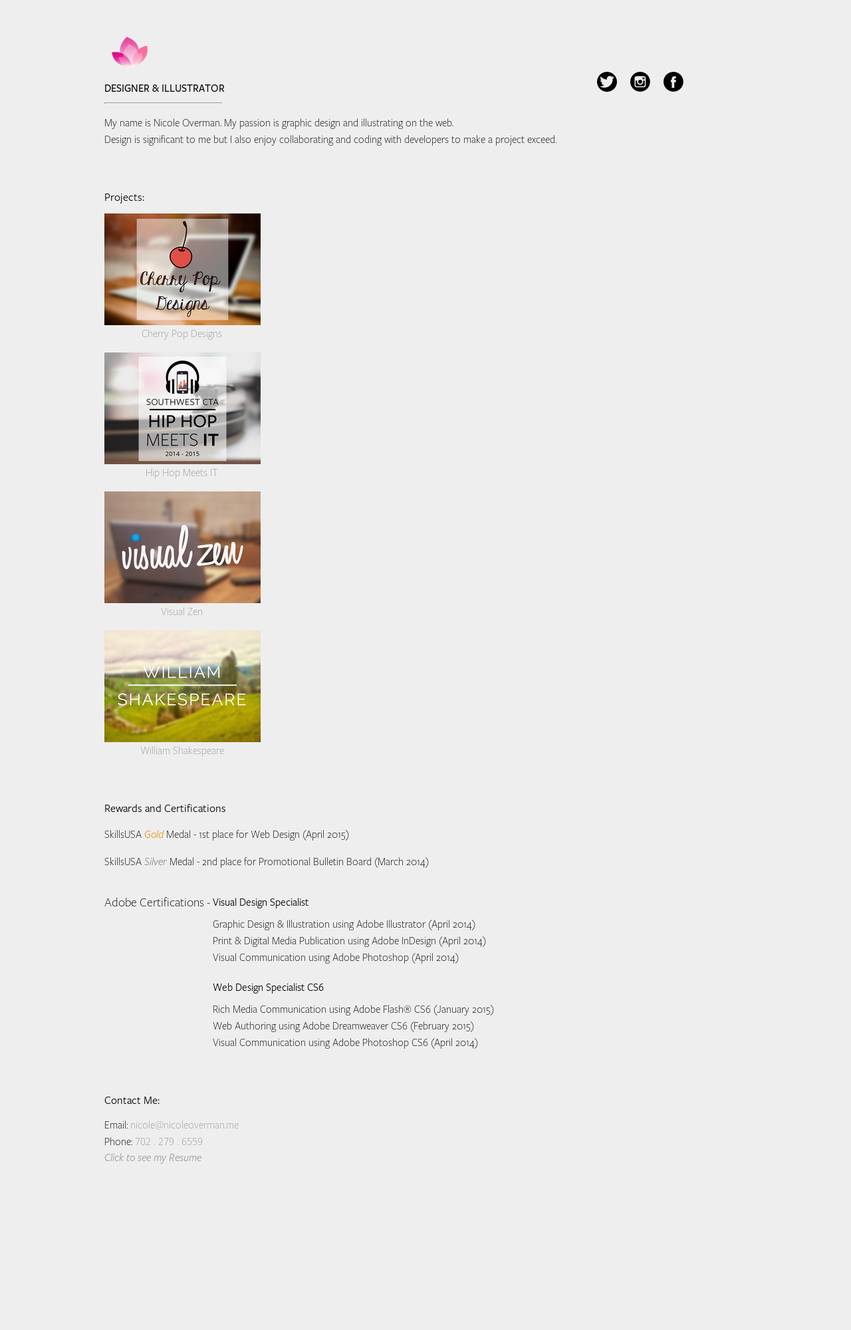 DESIGNER & ILLUSTRATOR
My name is Nicole Overman. My passion is graphic design and illustrating on the web.
Design is significant to me but I also enjoy collaborating and coding with developers to make a project exceed.
Projects:
Cherry Pop
Designs
Cherry Pop Designs
SOUTHWEST CTA
HIP HOP
MEETS IT
2014 - 2015
Hip Hop Meets IT
visual zen
Visual Zen
WILLIAM
SHAKESPEARE
William Shakespeare
Rewards and Certifications
SkillsUSA Gold Medal - 1st place for Web Design (April 2015)
SkillsUSA Silver Medal - 2nd place for Promotional Bulletin Board (March 2014)
Adobe Certifications - Visual Design Specialist
Graphic Design & Illustration using Adobe Illustrator (April 2014)
Print & Digital Media Publication using Adobe InDesign (April 2014)
Visual Communication using Adobe Photoshop (April 2014)
Web Design Specialist CS6
Rich Media Communication using Adobe Flash® CS6 (January 2015)
Web Authoring using Adobe Dreamweaver CS6 (February 2015)
Visual Communication using Adobe Photoshop CS6 (April 2014)
Contact Me:
Email: nicole@nicoleoverman.me
Phone: 702 . 279 . 6559
Click to see my Resume